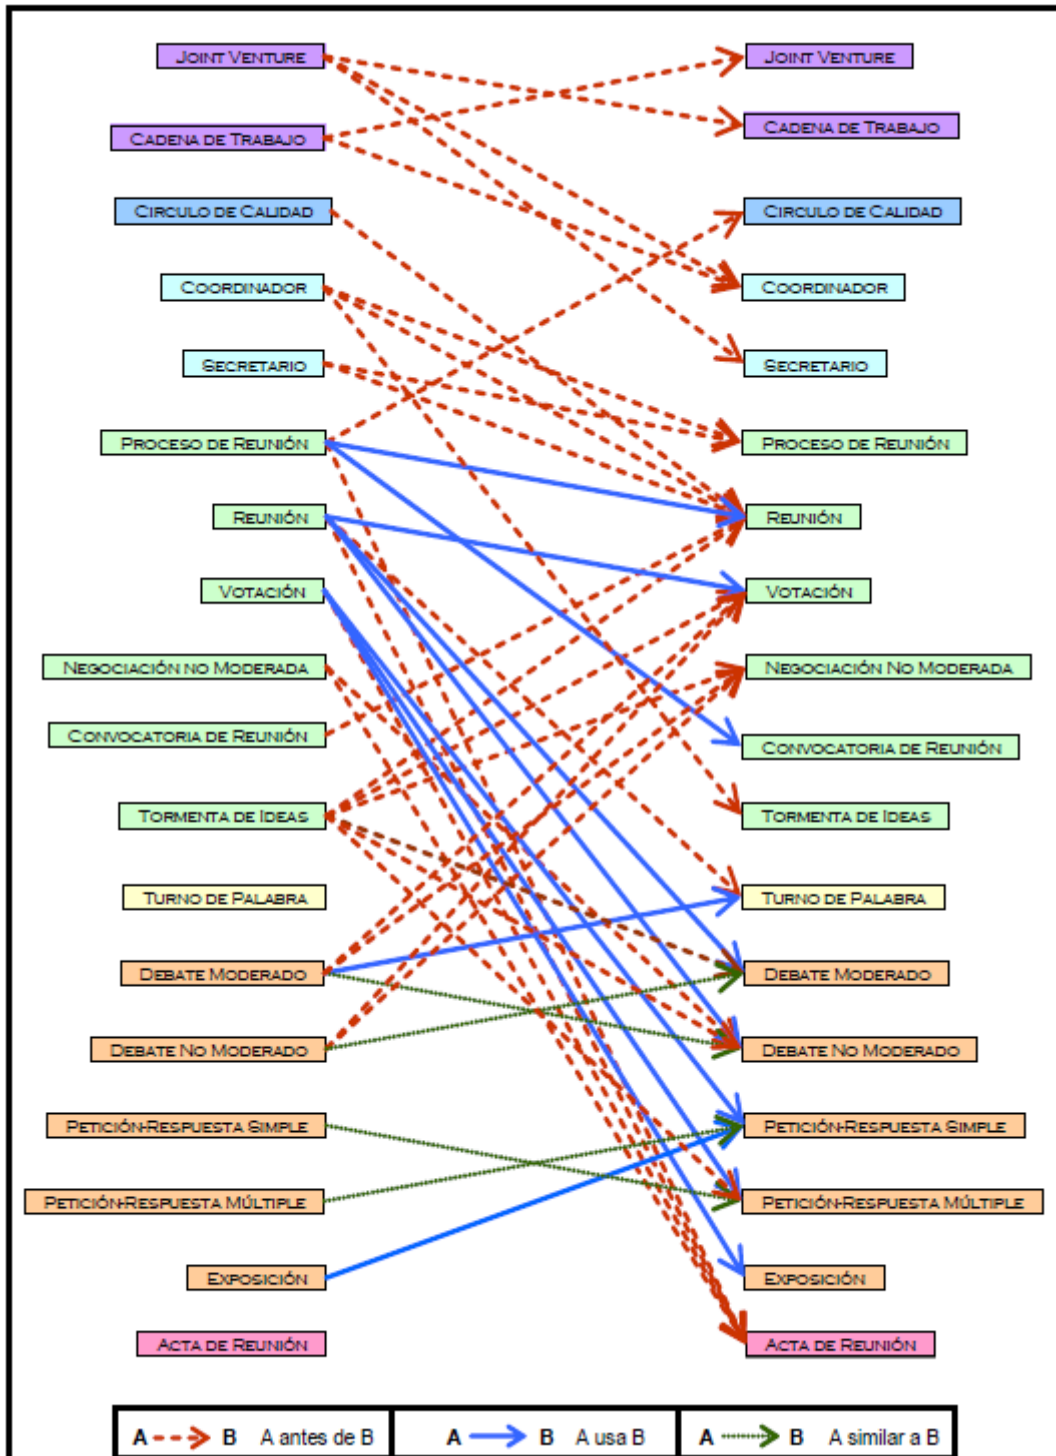 JOINT VENTURE JOINT VENTURE
CADENA DE TRABAJO CADENA DE TRABAJO
CIRCULO DE CALIDAD CIRCULO DE CALIDAD
COORDINADOR COORDINADOR
SECRETARIO SECRETARIO
PROCESO DE REUNIÓN PROCESO DE REUNIÓN
REUNIÓN REUNIÓN
VOTACIÓN VOTACIÓN
NEGOCIACIÓN NO MODERADA NEGOCIACIÓN NO MODERADA
CONVOCATORIA DE REUNIÓN CONVOCATORIA DE REUNIÓN
TORMENTA DE IDEAS TORMENTA DE IDEAS
TURNO DE PALABRA TURNO DE PALABRA
DEBATE MODERADO DEBATE MODERADO
DEBATE NO MODERADO DEBATE NO MODERADO
PETICIÓN-RESPUESTA SIMPLE PETICIÓN-RESPUESTA SIMPLE
PETICIÓN-RESPUESTA MÚLTIPLE PETICIÓN-RESPUESTA MÚLTIPLE
EXPOSICIÓN EXPOSICIÓN
ACTA DE REUNIÓN ACTA DE REUNIÓN
A B A antes de B A B A usa B A B A similar a B